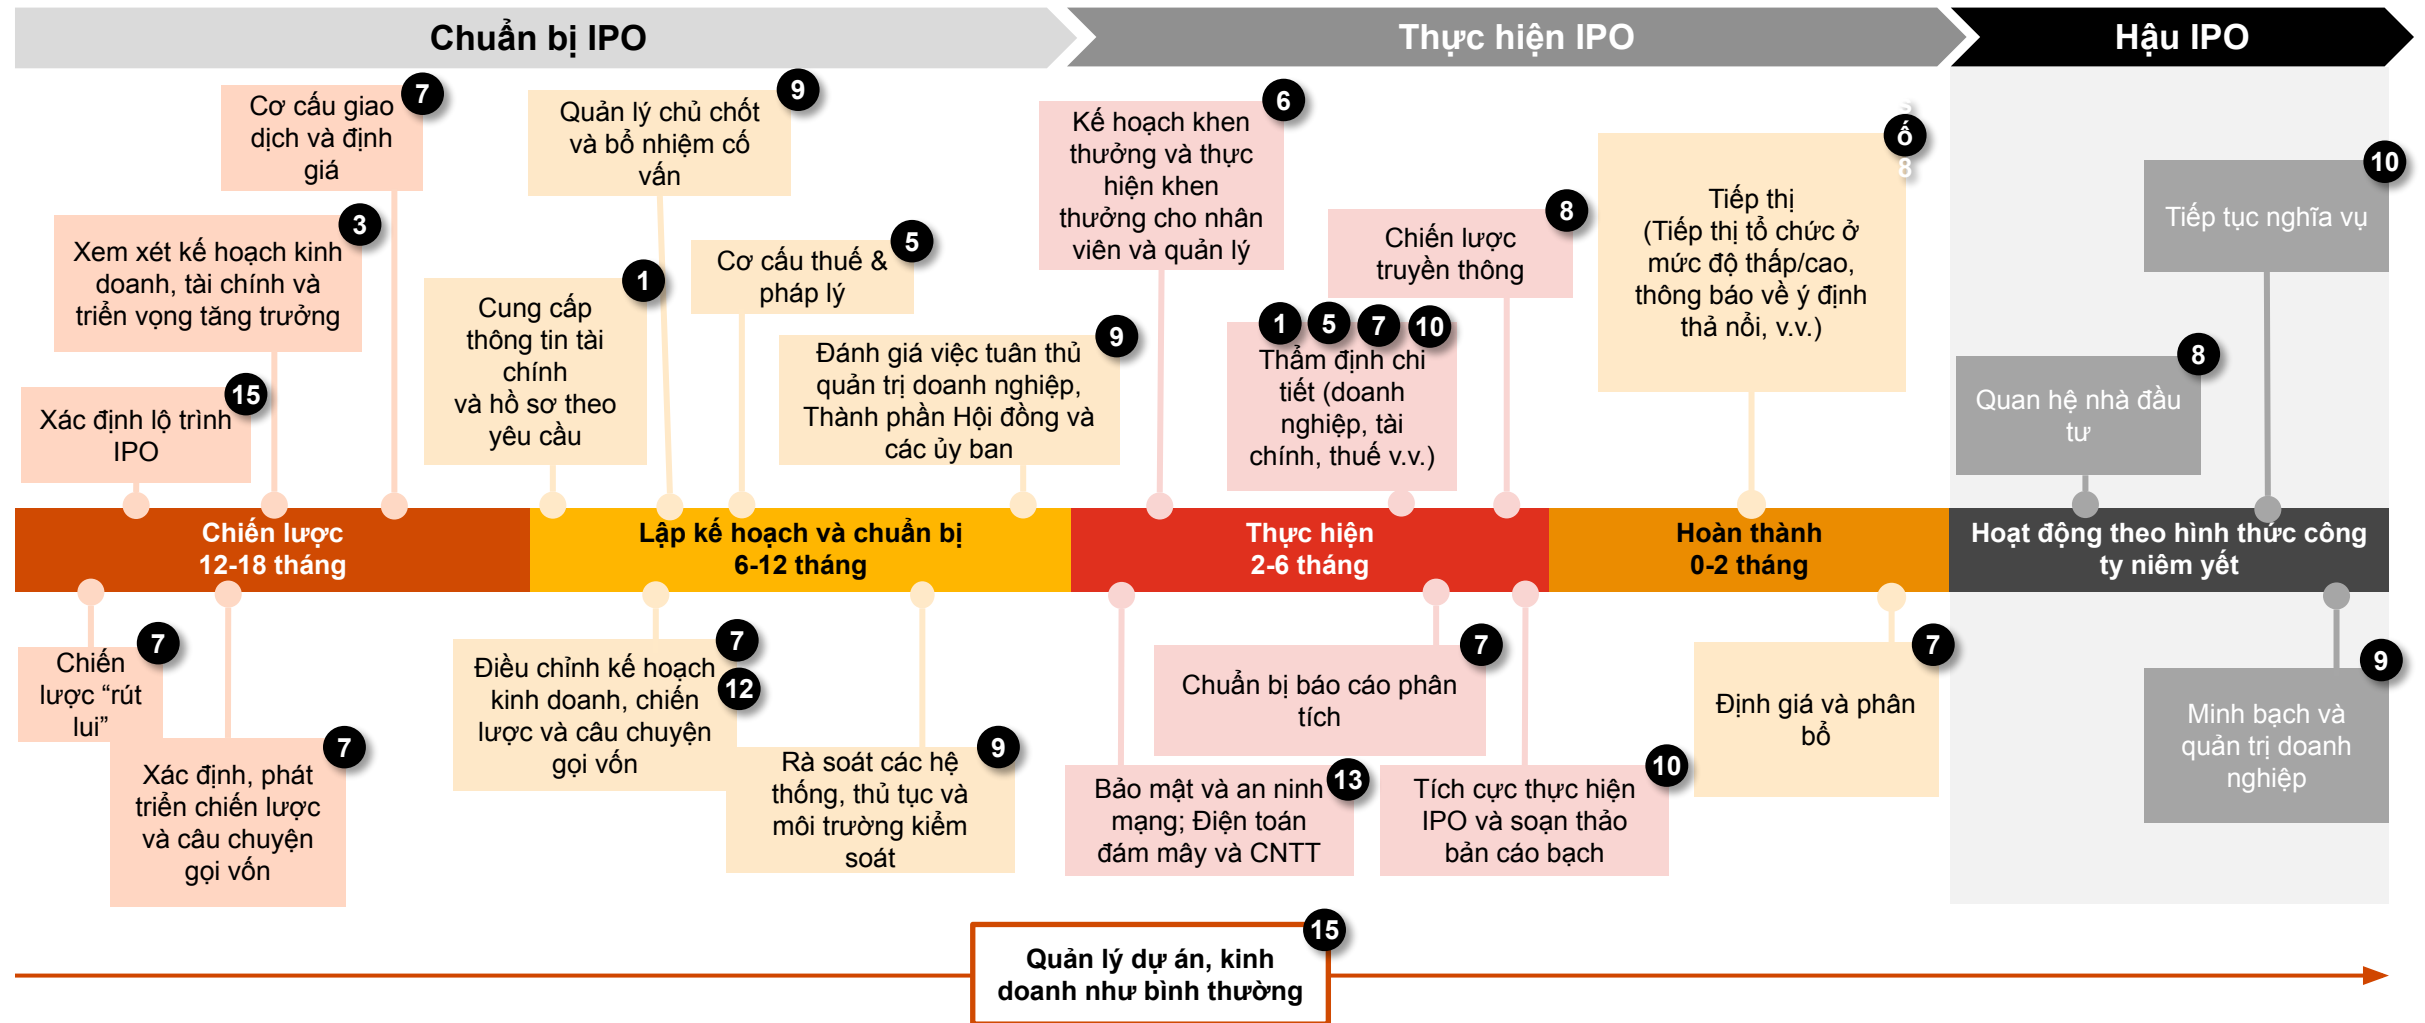 Chuẩn bị IPO
Thực hiện IPO
Hậu IPO
7
Cơ cấu giao
dịch và định
giá
9
Quản lý chủ chốt
và bổ nhiệm cố
vấn
6
Kế hoạch khen
thưởng và thực
hiện khen
thưởng cho nhân
viên và quản lý
số
8
Tiếp thị
(Tiếp thị tổ chức ở
mức độ thấp/cao,
thông báo về ý định
thả nổi, v.v.)
10
Tiếp tục nghĩa vụ
3
Xem xét kế hoạch kinh
doanh, tài chính và
triển vọng tăng trưởng
1
Cung cấp
thông tin tài
chính
và hồ sơ theo
yêu cầu
5
Cơ cấu thuế &
pháp lý
8
Chiến lược
truyền thông
9
Đánh giá việc tuân thủ
quản trị doanh nghiệp,
Thành phần Hội đồng và
các ủy ban
1 5 7 10
Thẩm định chi
tiết (doanh
nghiệp, tài
chính, thuế v.v.)
8
Quan hệ nhà đầu
tư
15
Xác định lộ trình
IPO
Chiến lược
12-18 tháng
Lập kế hoạch và chuẩn bị
6-12 tháng
Thực hiện
2-6 tháng
Hoàn thành
0-2 tháng
Hoạt động theo hình thức công
ty niêm yết
7
Chiến
lược “rút
lui”
7
Xác định, phát
triển chiến lược
và câu chuyện
gọi vốn
7
12
Điều chỉnh kế hoạch
kinh doanh, chiến
lược và câu chuyện
gọi vốn
9
Rà soát các hệ
thống, thủ tục và
môi trường kiểm
soát
7
Chuẩn bị báo cáo phân
tích
13
Bảo mật và an ninh
mạng; Điện toán
đám mây và CNTT
10
Tích cực thực hiện
IPO và soạn thảo
bản cáo bạch
7
Định giá và phân
bổ
9
Minh bạch và
quản trị doanh
nghiệp
15
Quản lý dự án, kinh
doanh như bình thường